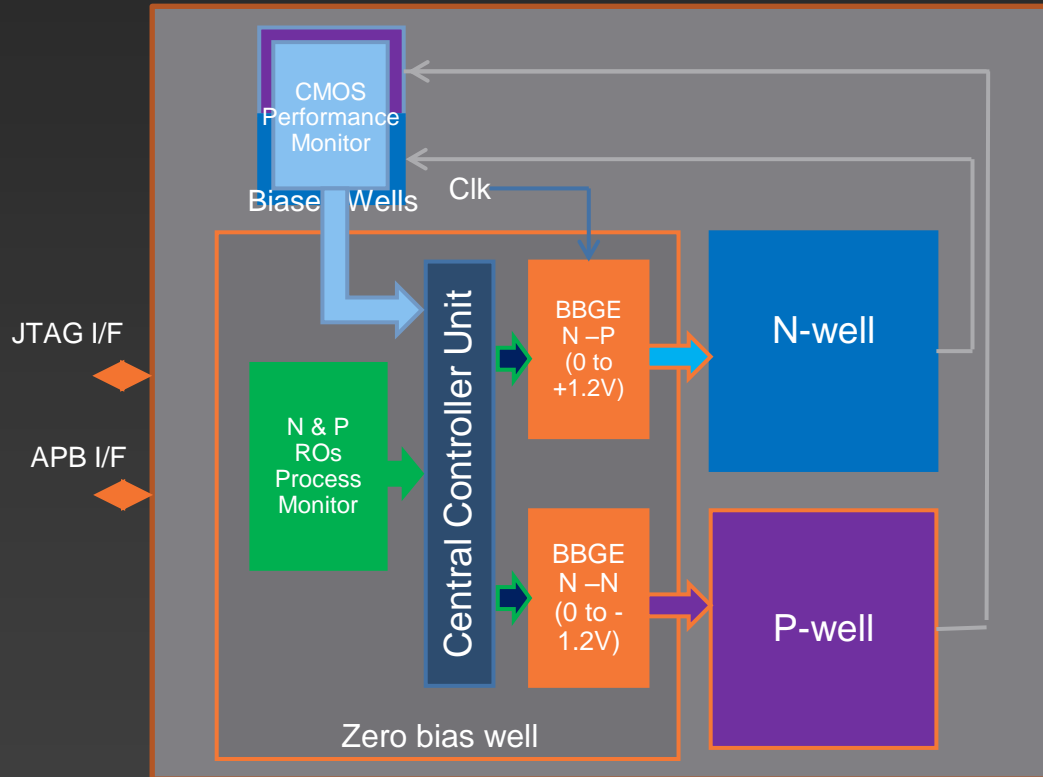 CMOS
Performance
Monitor
Biased Wells
Clk
JTAG I/F
APB I/F
N & P
ROs
Process
Monitor
Central Controller Unit
BBGE
N –P
(0 to
+1.2V)
N-well
BBGE
N –N
(0 to -
1.2V)
P-well
Zero bias well